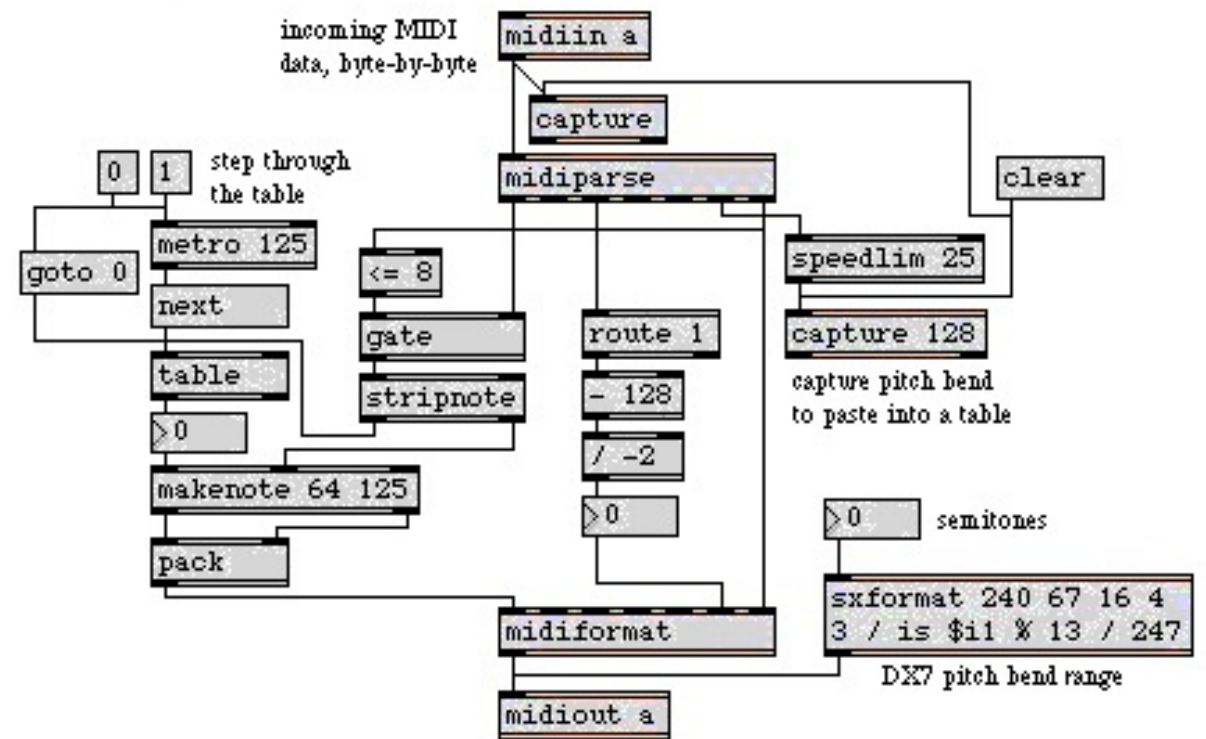 incoming MIDI
data, byte-by-byte
midiin a
capture
0
1
step through
the table
midiparse
clear
metro 125
goto 0
next
<= 8
speedlim 25
gate
route 1
capture 128
table
stripnote
- 128
capture pitch bend
to paste into a table
0
/ -2
makenote 64 125
0
0
semitones
pack
sxformat 240 67 16 4
3 / is $i1 % 13 / 247
midiformat
DX7 pitch bend range
midiout a